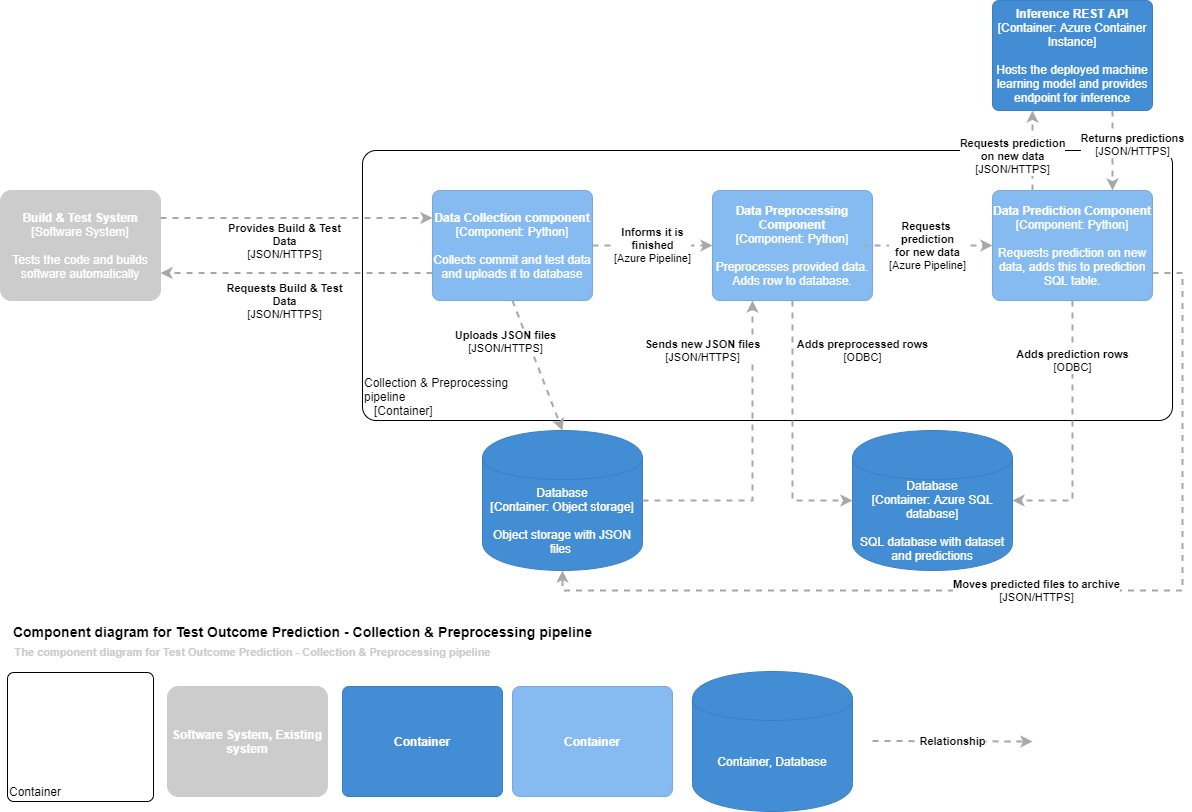 Inference REST API
[Container: Azure Container
Instance]
Hosts the deployed machine
learning model and provides
endpoint for inference
Requests prediction
on new data
[JSON/HTTPS]
Returns predictions
[JSON/HTTPS]
Build & Test System
[Software System]
Tests the code and builds
software automatically
Provides Build & Test
Data
[JSON/HTTPS]
Requests Build & Test
Data
[JSON/HTTPS]
Data Collection component
[Component: Python]
Collects commit and test data
and uploads it to database
Informs it is
finished
[Azure Pipeline]
Data Preprocessing
Component
[Component: Python]
Preprocesses provided data.
Adds row to database.
Requests
prediction
for new data
[Azure Pipeline]
Data Prediction Component
[Component: Python]
Requests prediction on new
data, adds this to prediction
SQL table.
Uploads JSON files
[JSON/HTTPS]
Sends new JSON files
[JSON/HTTPS]
Adds preprocessed rows
[ODBC]
Adds prediction rows
[ODBC]
Collection & Preprocessing
pipeline
[Container]
Database
[Container: Object storage]
Object storage with JSON
files
Database
[Container: Azure SQL
database]
SQL database with dataset
and predictions
Moves predicted files to archive
[JSON/HTTPS]
Component diagram for Test Outcome Prediction - Collection & Preprocessing pipeline
The component diagram for Test Outcome Prediction - Collection & Preprocessing pipeline
Container
Software System, Existing
system
Container
Container
Container, Database
Relationship